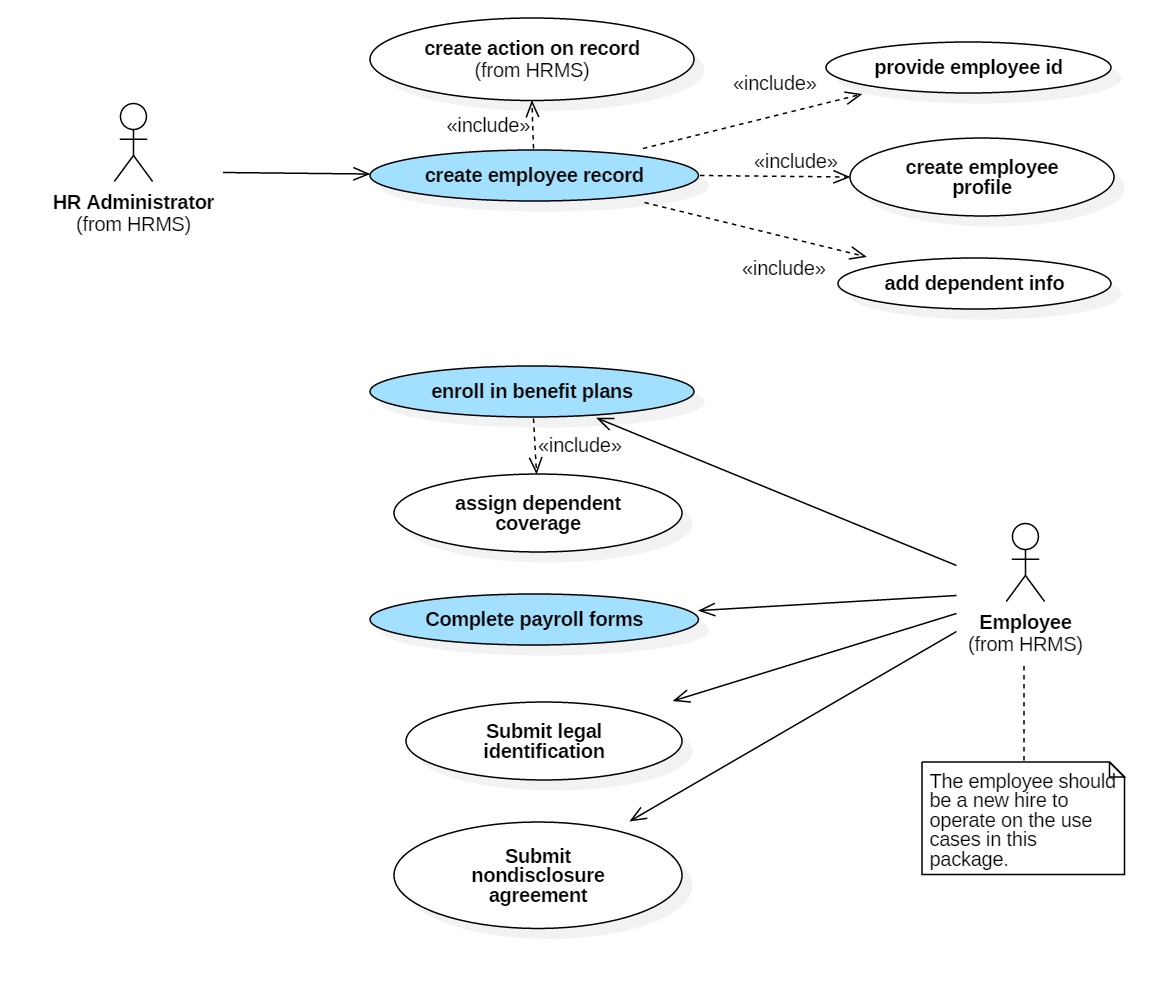 create action on record
(from HRMS)
provide employee id
«include»
«include»
HR Administrator
(from HRMS)
create employee record
«include»
create employee
profile
«include»
add dependent info
enroll in benefit plans
«include»
assign dependent
coverage
Complete payroll forms
Employee
(from HRMS)
Submit legal
identification
The employee should
be a new hire to
operate on the use
cases in this
package.
Submit
nondisclosure
agreement